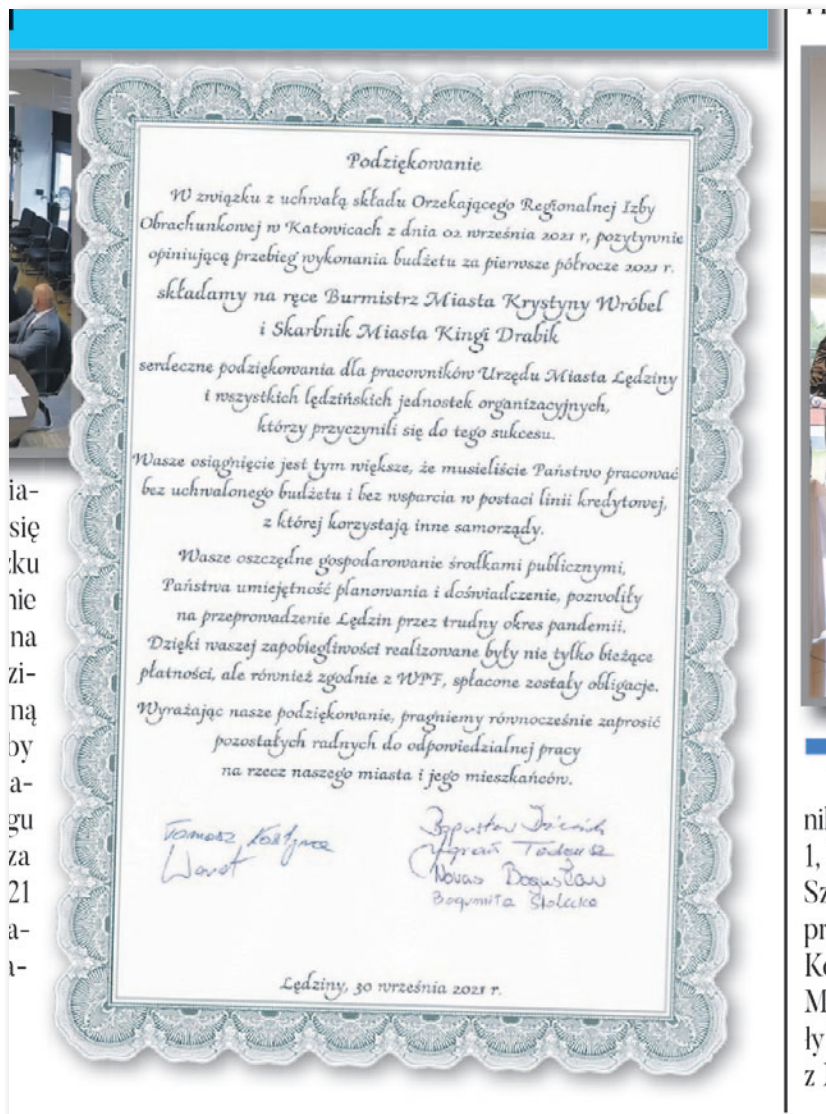 Podziękowanie
W związku z uchwałą składu Orzekającego Regionalnej Izby
Obrachunkowej w Katowicach z dnia 02 września 2021 r, pozytywnie
opiniującą przebieg wykonania budżetu za pierwsze półrocze 2021 r.
składamy na ręce Burmistrz Miasta Krystyny Wróbel
i Skarbnik Miasta Kingi Drabik
serdeczne podziękowania dla pracowników Urzędu Miasta Lędziny
i wszystkich lędzińskich jednostek organizacyjnych,
którzy przyczynili się do tego sukcesu.
Wasze osiągnięcie jest tym większe, że musieliście Państwo pracować
bez uchwalonego budżetu i bez wsparcia w postaci linii kredytowej,
z której korzystają inne samorządy.
Wasze oszczędne gospodarowanie środkami publicznymi,
Państwa umiejętność planowania i doświadczenie, pozwoliły
na przeprowadzenie Lędzin przez trudny okres pandemii.
Dzięki waszej zapobiegliwości realizowane były nie tylko bieżące
płatności, ale również zgodnie z WPF, spłacone zostały obligacje.
Wyrażając nasze podziękowanie, pragniemy równocześnie zaprosić
pozostałych radnych do odpowiedzialnej pracy
na rzecz naszego miasta i jego mieszkańców.
Tomasz
Tadeusz
Bogusław
Bogumiła
Lędziny, 30 września 2021 r.
ia-
się
nie
na
zi-
ną
by
a-
gu
za
21
a-
a-
1,
z